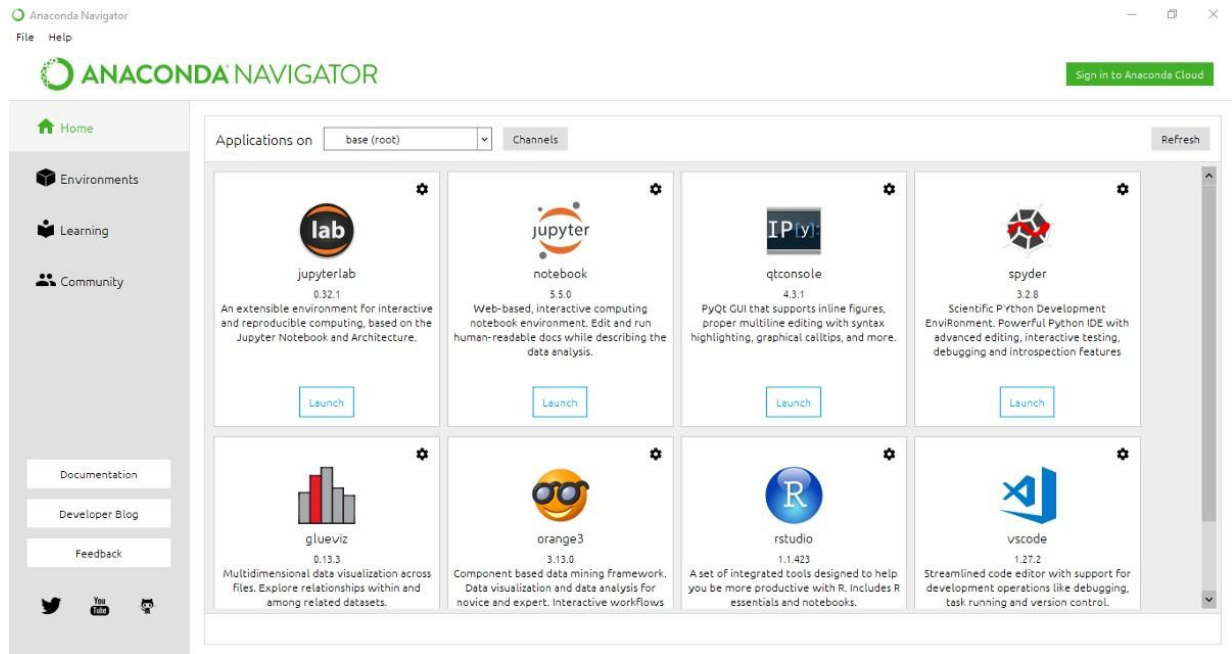 Anaconda Navigator
File Help
ANACONDA NAVIGATOR
Sign in to Anaconda Cloud
Home
Environments
Learning
Community
Documentation
Developer Blog
Feedback
You
Tube
Applications on base (root) Channels Refresh
lab
jupyterlab
0.32.1
An extensible environment for interactive
and reproducible computing, based on the
Jupyter Notebook and Architecture.
Launch
jupyter
notebook
5.5.0
Web-based, interactive computing
notebook environment. Edit and run
human-readable docs while describing the
data analysis.
Launch
IP[y]:
qtconsole
4.3.1
PyQt GUI that supports inline figures,
proper multiline editing with syntax
highlighting, graphical calltips, and more.
Launch
spyder
3.2.8
Scientific PYthon Development
EnviRonment. Powerful Python IDE with
advanced editing, interactive testing,
debugging and introspection features
Launch
glueviz
0.13.3
Multidimensional data visualization across
files. Explore relationships within and
among related datasets.
orange3
3.13.0
Component based data mining framework.
Data visualization and data analysis for
novice and expert. Interactive workflows
R
rstudio
1.1.423
A set of integrated tools designed to help
you be more productive with R. Includes R
essentials and notebooks.
vscode
1.27.2
Streamlined code editor with support for
development operations like debugging,
task running and version control.